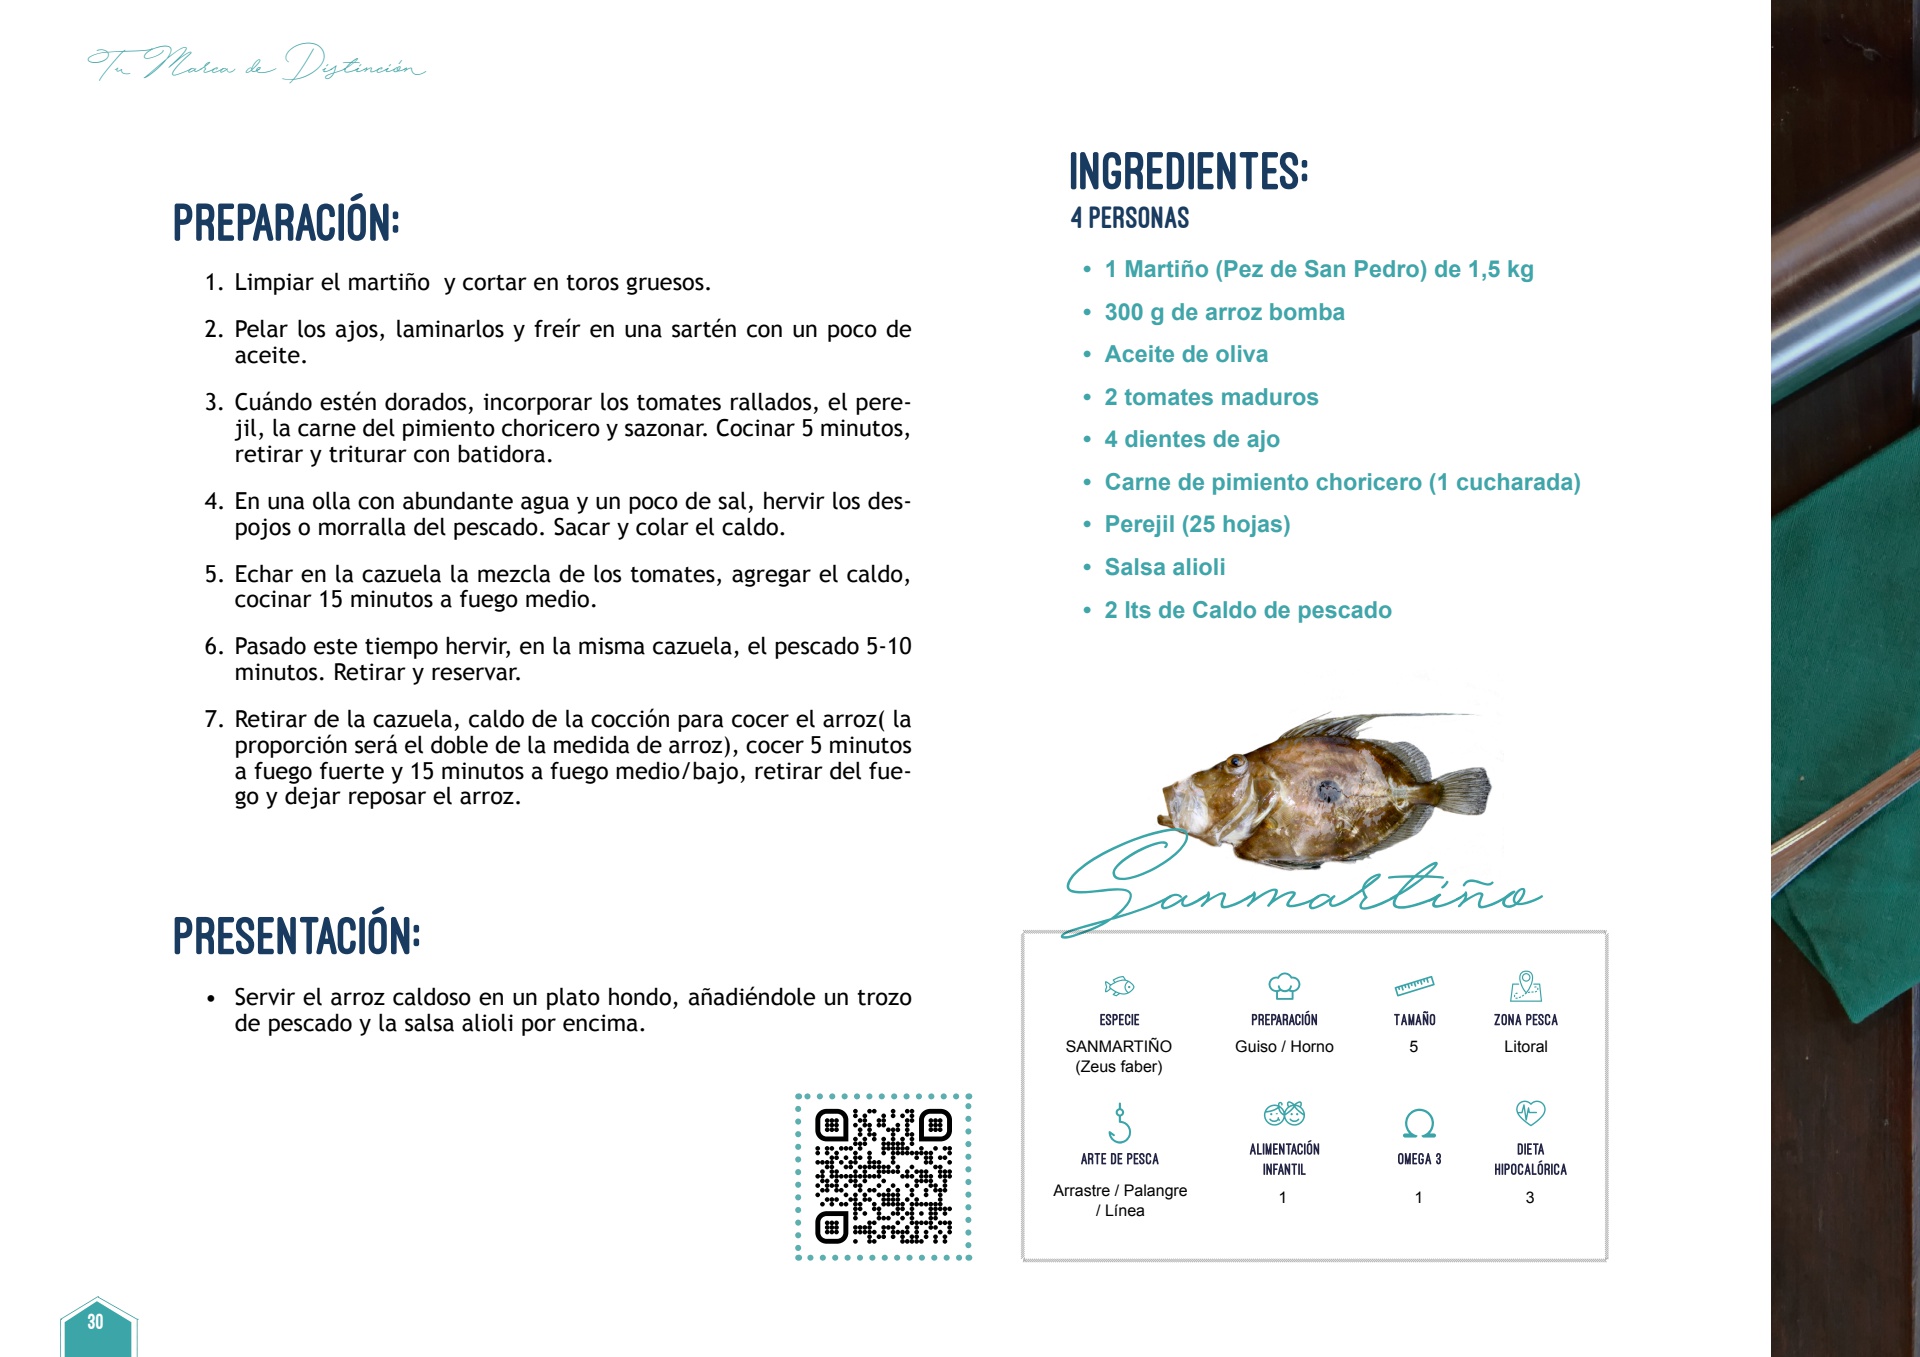 Tu Marca de Distinción
PREPARACIÓN:
1. Limpiar el martiño  y cortar en toros gruesos.
2. Pelar los ajos, laminarlos y freír en una sartén con un poco de
aceite.
3. Cuándo estén dorados, incorporar los tomates rallados, el pere-
jil, la carne del pimiento choricero y sazonar. Cocinar 5 minutos,
retirar y triturar con batidora.
4. En una olla con abundante agua y un poco de sal, hervir los des-
pojos o morralla del pescado. Sacar y colar el caldo.
5. Echar en la cazuela la mezcla de los tomates, agregar el caldo,
cocinar 15 minutos a fuego medio.
6. Pasado este tiempo hervir, en la misma cazuela, el pescado 5-10
minutos. Retirar y reservar.
7. Retirar de la cazuela, caldo de la cocción para cocer el arroz( la
proporción será el doble de la medida de arroz), cocer 5 minutos
a fuego fuerte y 15 minutos a fuego medio/bajo, retirar del fue-
go y dejar reposar el arroz.
PRESENTACIÓN:
• Servir el arroz caldoso en un plato hondo, añadiéndole un trozo
de pescado y la salsa alioli por encima.
INGREDIENTES:
4 PERSONAS
• 1 Martiño (Pez de San Pedro) de 1,5 kg
• 300 g de arroz bomba
• Aceite de oliva
• 2 tomates maduros
• 4 dientes de ajo
• Carne de pimiento choricero (1 cucharada)
• Perejil (25 hojas)
• Salsa alioli
• 2 lts de Caldo de pescado
Sanmartiño
ESPECIE
SANMARTIÑO
(Zeus faber)
PREPARACIÓN
Guiso / Horno
TAMAÑO
5
ZONA PESCA
Litoral
ARTE DE PESCA
Arrastre / Palangre
/ Línea
ALIMENTACIÓN
INFANTIL
1
OMEGA 3
1
DIETA
HIPOCALÓRICA
3
30